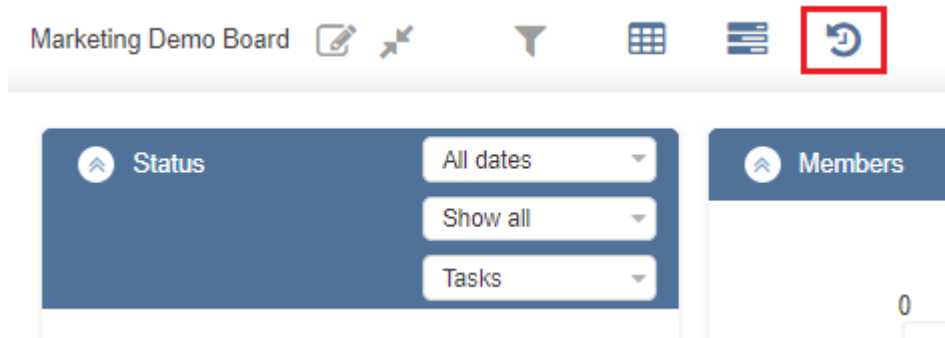 Marketing Demo Board
Status
All dates
Show all
Tasks
Members
0